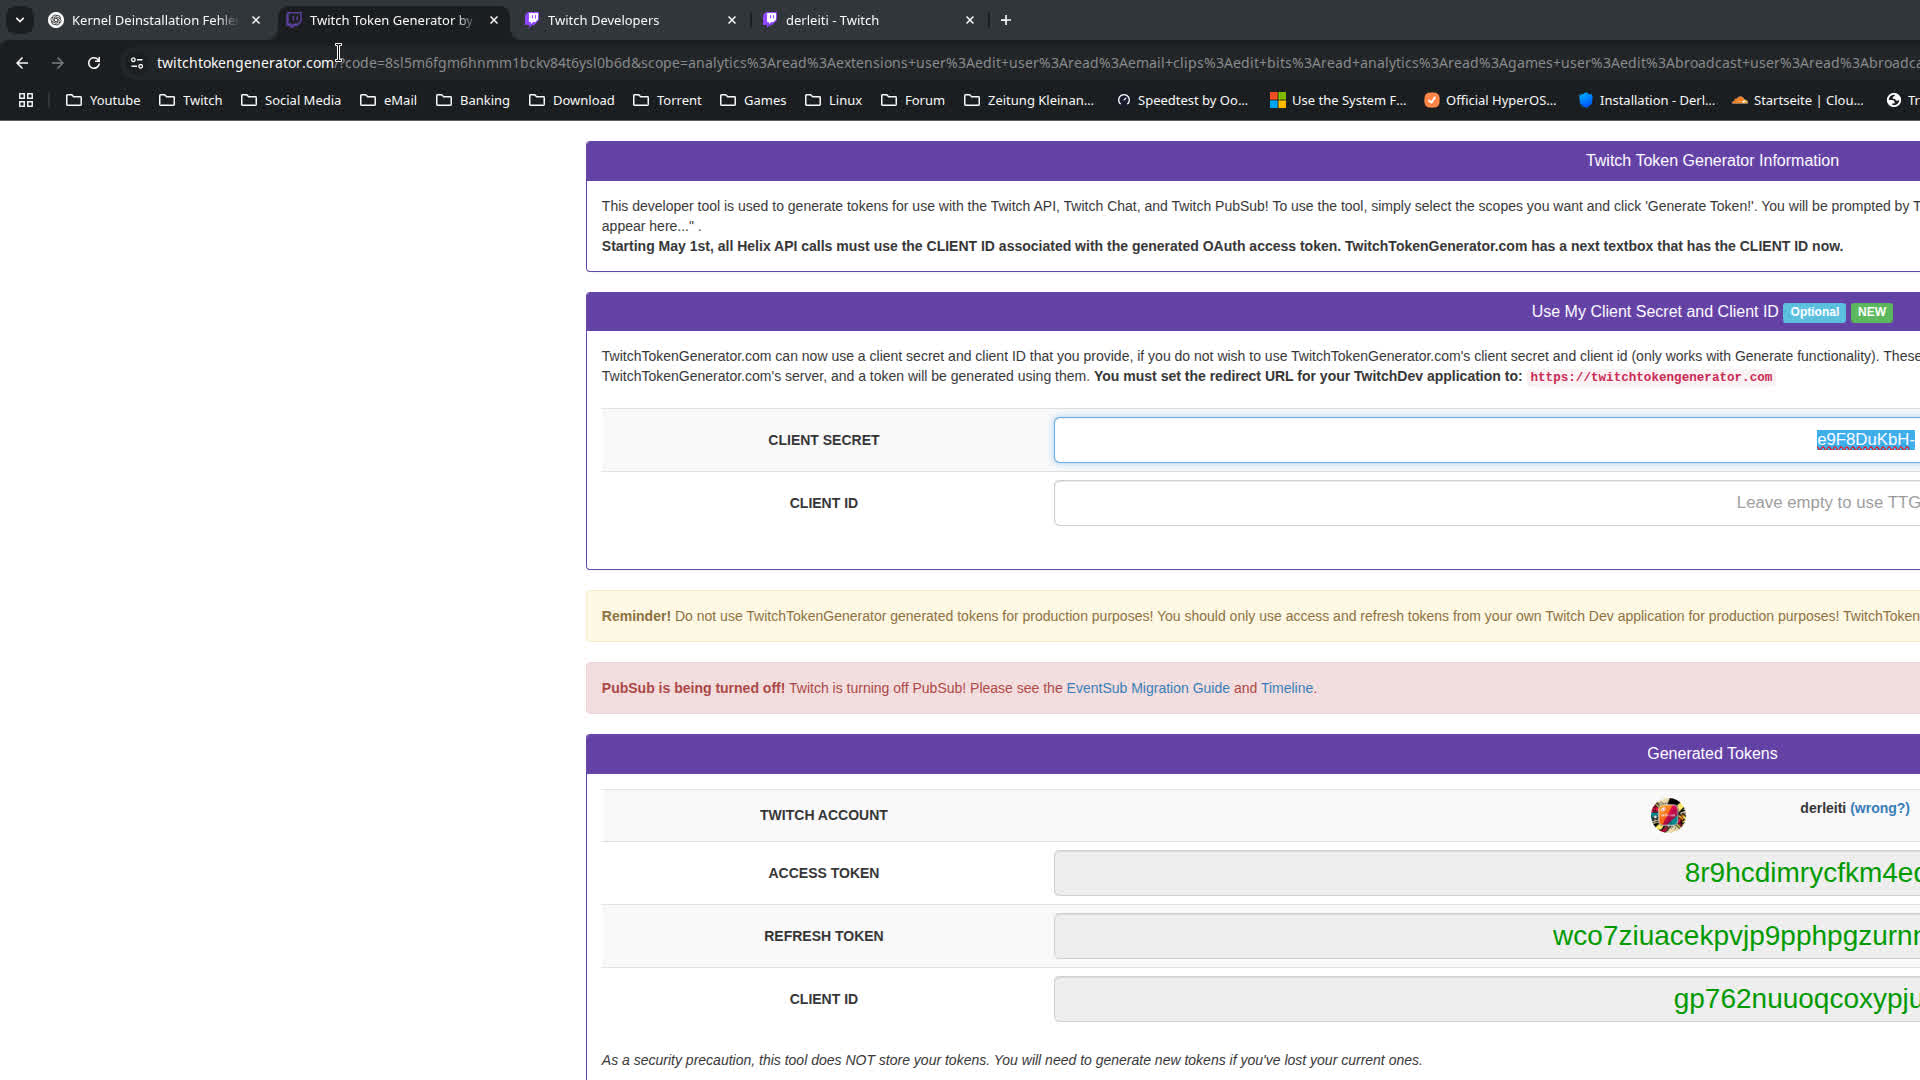 Kernel Deinstallation Fehle
Twitch Token Generator by
Twitch Developers
derleiti - Twitch
twitchtokengenerator.com/?code=8sl5m6fgm6hnmm1bckv84t6ysl0b6d&scope=analytics%3Aread%3Aextensions+user%3Aedit+user%3Aread%3Aemail+clips%3Aedit+bits%3Aread+analytics%3Aread%3Agames+user%3Aedit%3Abroadcast+user%3Aread%3Abroadca
Youtube
Twitch
Social Media
eMail
Banking
Download
Torrent
Games
Linux
Forum
Zeitung Kleinan...
Speedtest by Oo...
Use the System F...
Official HyperOS...
Installation - Derl...
Startseite | Clou...
Tr
Twitch Token Generator Information
This developer tool is used to generate tokens for use with the Twitch API, Twitch Chat, and Twitch PubSub! To use the tool, simply select the scopes you want and click 'Generate Token!'. You will be prompted by T
appear here..." .
Starting May 1st, all Helix API calls must use the CLIENT ID associated with the generated OAuth access token. TwitchTokenGenerator.com has a next textbox that has the CLIENT ID now.
Use My Client Secret and Client ID Optional NEW
TwitchTokenGenerator.com can now use a client secret and client ID that you provide, if you do not wish to use TwitchTokenGenerator.com's client secret and client id (only works with Generate functionality). These
TwitchTokenGenerator.com's server, and a token will be generated using them. You must set the redirect URL for your TwitchDev application to: https://twitchtokengenerator.com
CLIENT SECRET
e9F8DuKbH-
CLIENT ID
Leave empty to use TTG
Reminder! Do not use TwitchTokenGenerator generated tokens for production purposes! You should only use access and refresh tokens from your own Twitch Dev application for production purposes! TwitchToken
PubSub is being turned off! Twitch is turning off PubSub! Please see the EventSub Migration Guide and Timeline.
Generated Tokens
TWITCH ACCOUNT
derleiti (wrong?)
ACCESS TOKEN
8r9hcdimrycfkm4ec
REFRESH TOKEN
wco7ziuacekpvjp9pphpgzurnr
CLIENT ID
gp762nuuoqcoxypju
As a security precaution, this tool does NOT store your tokens. You will need to generate new tokens if you've lost your current ones.